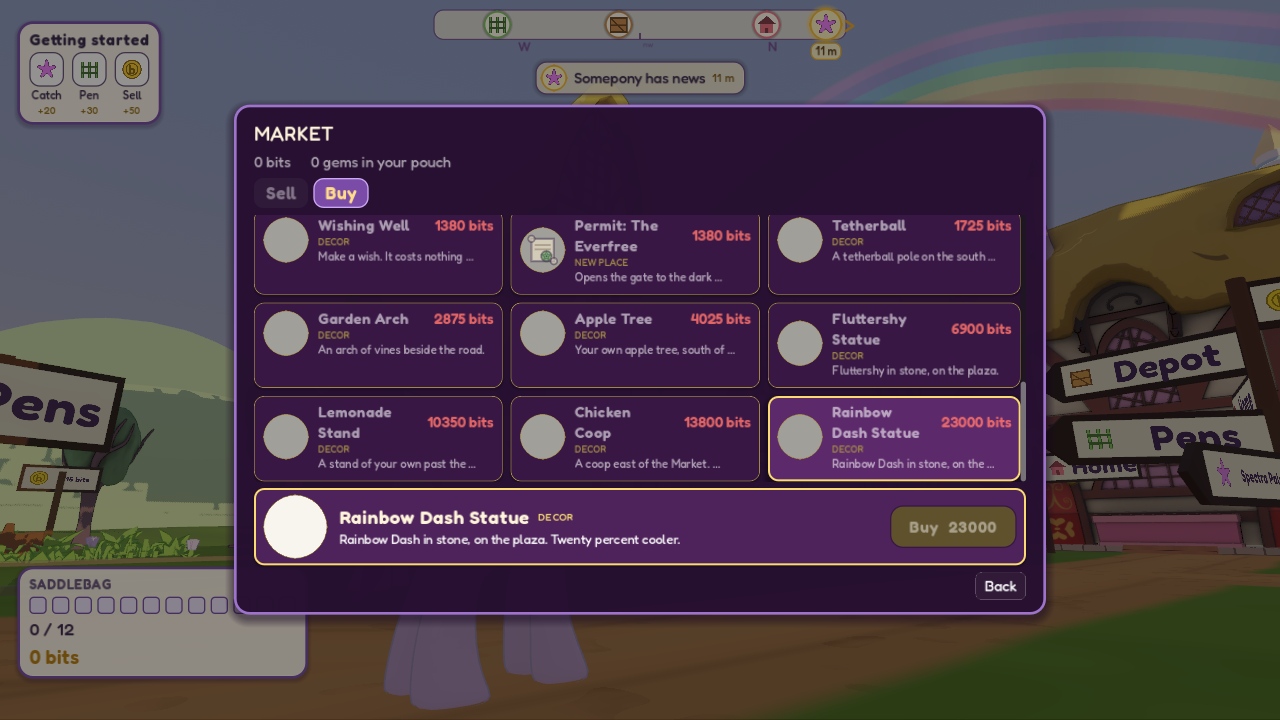 Getting started
Catch
Pen
Sell
+20
+30
+50
W
N
11 m
Somepony has news 11 m
MARKET
0 bits
0 gems in your pouch
Sell
Buy
Wishing Well
1380 bits
DECOR
Make a wish. It costs nothing ...
Permit: The
Everfree
1380 bits
NEW PLACE
Opens the gate to the dark ...
Tetherball
1725 bits
DECOR
A tetherball pole on the south ...
Garden Arch
2875 bits
DECOR
An arch of vines beside the road.
Apple Tree
4025 bits
DECOR
Your own apple tree, south of ...
Fluttershy
Statue
6900 bits
DECOR
Fluttershy in stone, on the plaza.
Lemonade
Stand
10350 bits
DECOR
A stand of your own past the ...
Chicken
Coop
13800 bits
DECOR
A coop east of the Market. ...
Rainbow
Dash Statue
23000 bits
DECOR
Rainbow Dash in stone, on the ...
Rainbow Dash Statue DECOR
Rainbow Dash in stone, on the plaza. Twenty percent cooler.
Buy 23000
Back
Pens
bits
Depot
Pens
Home
Spectra
SADDLEBAG
0 / 12
0 bits